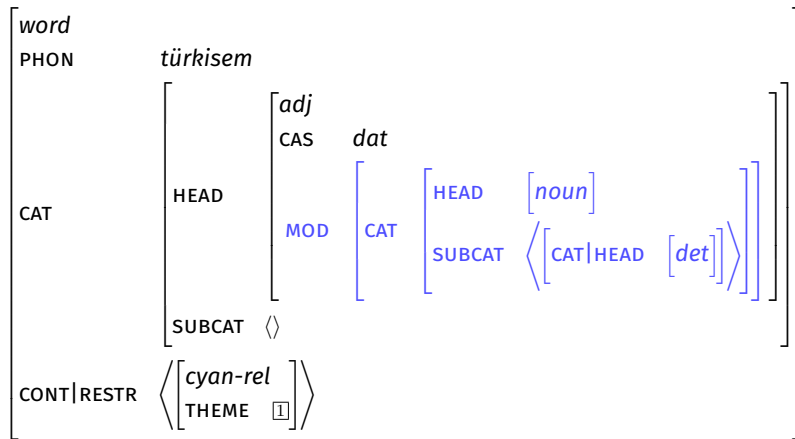 word
PHON türkisem
adj
CAS dat
CAT HEAD MOD CAT HEAD [noun]
SUBCAT ⟨[CAT|HEAD [det]]⟩
SUBCAT ⟨⟩
cyan-rel
CONT|RESTR THEME 1